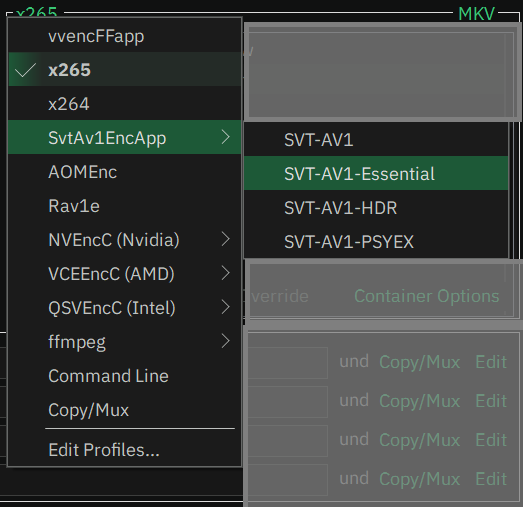 x265 MKV
vvencFFapp
x265
x264
SvtAv1EncApp
SVT-AV1
AOMEnc
SVT-AV1-Essential
Rav1e
SVT-AV1-HDR
NVEncC (Nvidia)
SVT-AV1-PSYEX
VCEEncC (AMD)
QSVEncC (Intel)
verride Container Options
ffmpeg
und Copy/Mux Edit
Command Line
und Copy/Mux Edit
Copy/Mux
und Copy/Mux Edit
Edit Profiles...
und Copy/Mux Edit